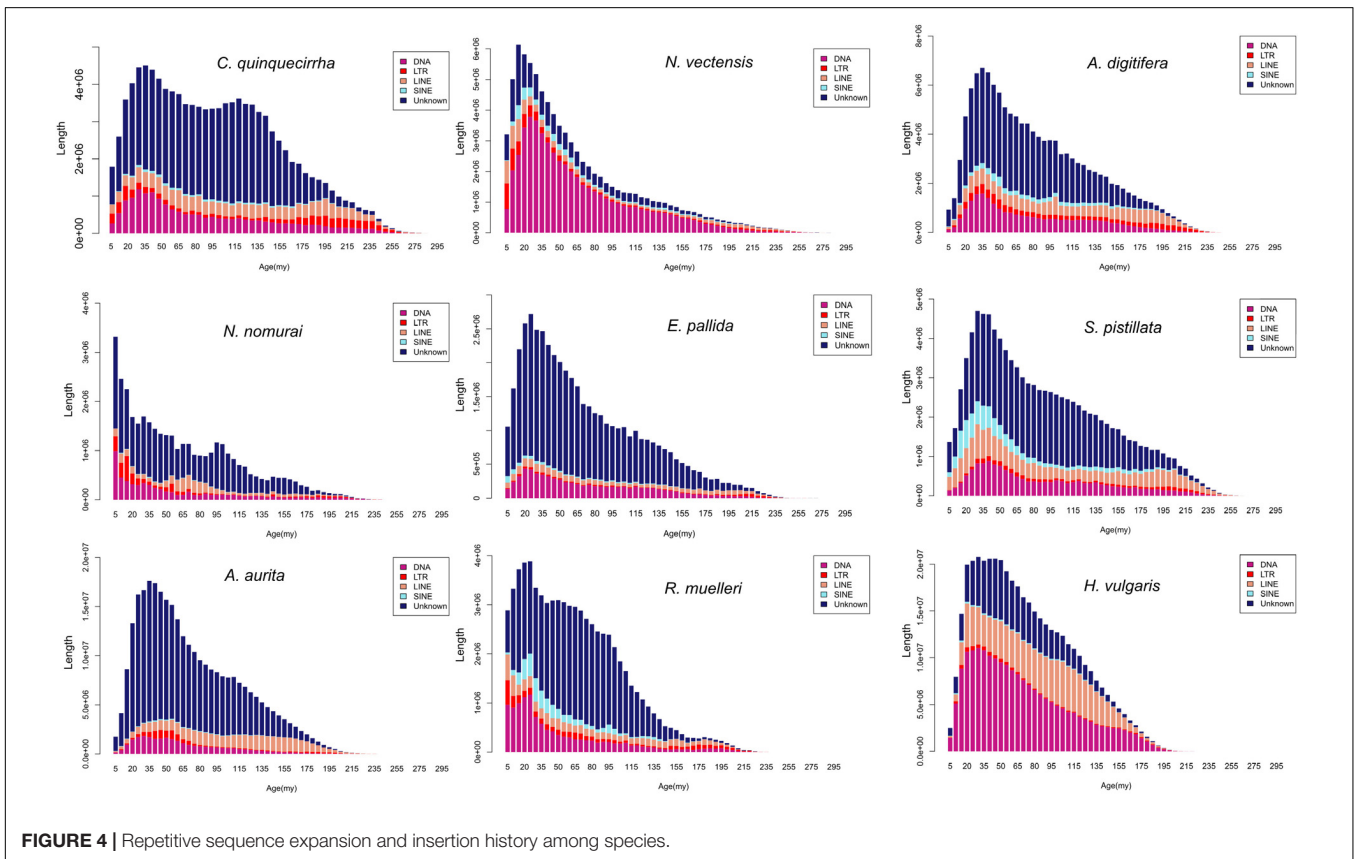 C. quinquecirrha
DNA
LTR
LINE
SINE
Unknown
Length
0e+00 2e+06 4e+06
5 20 35 50 65 80 95 115 135 155 175 195 215 235 255 275 295
Age(my)
N. vectensis
DNA
LTR
LINE
SINE
Unknown
Length
0e+00 1e+06 2e+06 3e+06 4e+06 5e+06 6e+06
5 20 35 50 65 80 95 115 135 155 175 195 215 235 255 275 295
Age(my)
A. digitifera
DNA
LTR
LINE
SINE
Unknown
Length
0e+00 2e+06 4e+06 6e+06 8e+06
5 20 35 50 65 80 95 115 135 155 175 195 215 235 255 275 295
Age(my)
N. nomurai
DNA
LTR
LINE
SINE
Unknown
Length
0e+00 1e+06 2e+06 3e+06 4e+06
5 20 35 50 65 80 95 115 135 155 175 195 215 235 255 275 295
Age(my)
E. pallida
DNA
LTR
LINE
SINE
Unknown
Length
0 5e+05 1.5e+06 2.5e+06
5 20 35 50 65 80 95 115 135 155 175 195 215 235 255 275 295
Age(my)
S. pistillata
DNA
LTR
LINE
SINE
Unknown
Length
0e+00 1e+06 2e+06 3e+06 4e+06 5e+06
5 20 35 50 65 80 95 115 135 155 175 195 215 235 255 275 295
Age(my)
A. aurita
DNA
LTR
LINE
SINE
Unknown
Length
0.0e+00 5.0e+06 1.0e+07 1.5e+07 2.0e+07
5 20 35 50 65 80 95 115 135 155 175 195 215 235 255 275 295
Age(my)
R. muelleri
DNA
LTR
LINE
SINE
Unknown
Length
0e+00 1e+06 2e+06 3e+06 4e+06
5 20 35 50 65 80 95 115 135 155 175 195 215 235 255 275 295
Age(my)
H. vulgaris
DNA
LTR
LINE
SINE
Unknown
Length
0.0e+00 5.0e+06 1.0e+07 1.5e+07 2.0e+07
5 20 35 50 65 80 95 115 135 155 175 195 215 235 255 275 295
Age(my)
FIGURE 4 | Repetitive sequence expansion and insertion history among species.